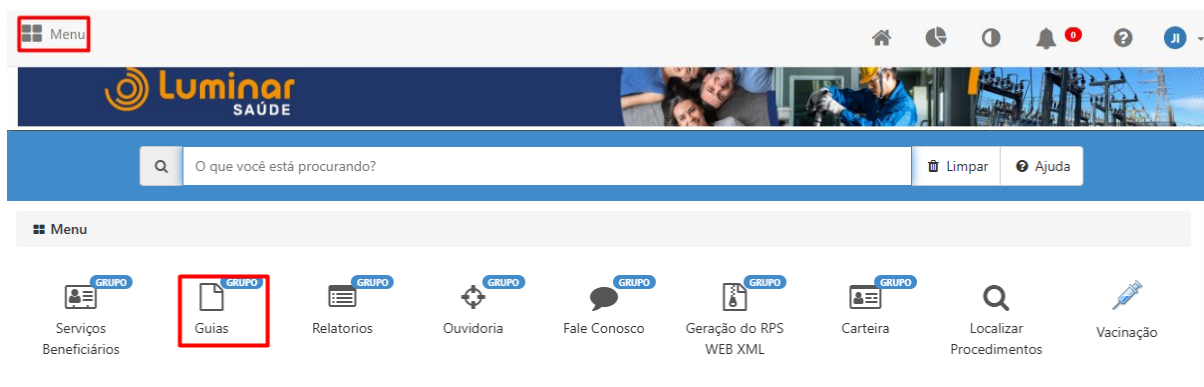 Menu
0
JI
Luminar
SAÚDE
O que você está procurando?
Limpar
Ajuda
Menu
GRUPO
GRUPO
GRUPO
GRUPO
GRUPO
GRUPO
GRUPO
Serviços
Beneficiários
Guias
Relatorios
Ouvidoria
Fale Conosco
Geração do RPS
WEB XML
Carteira
Localizar
Procedimentos
Vacinação